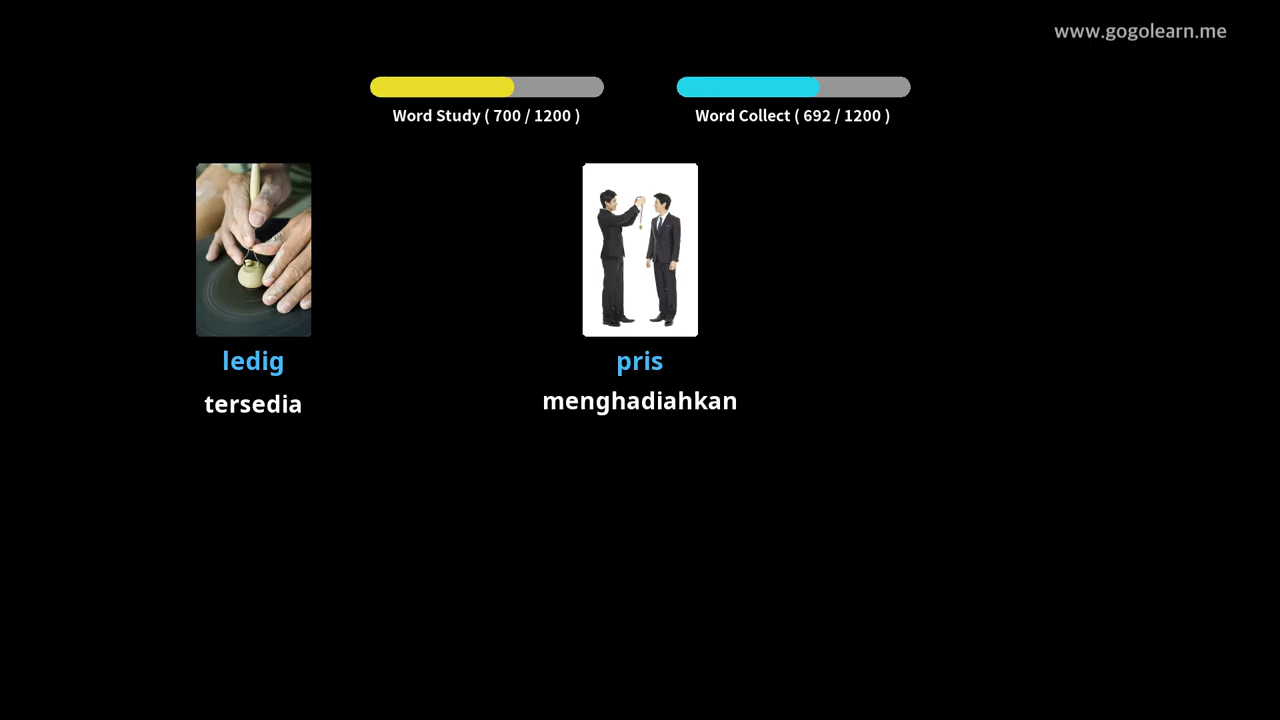 www.gogolearn.me
Word Study ( 700 / 1200 )
Word Collect ( 692 / 1200 )
ledig
pris
tersedia
menghadiahkan